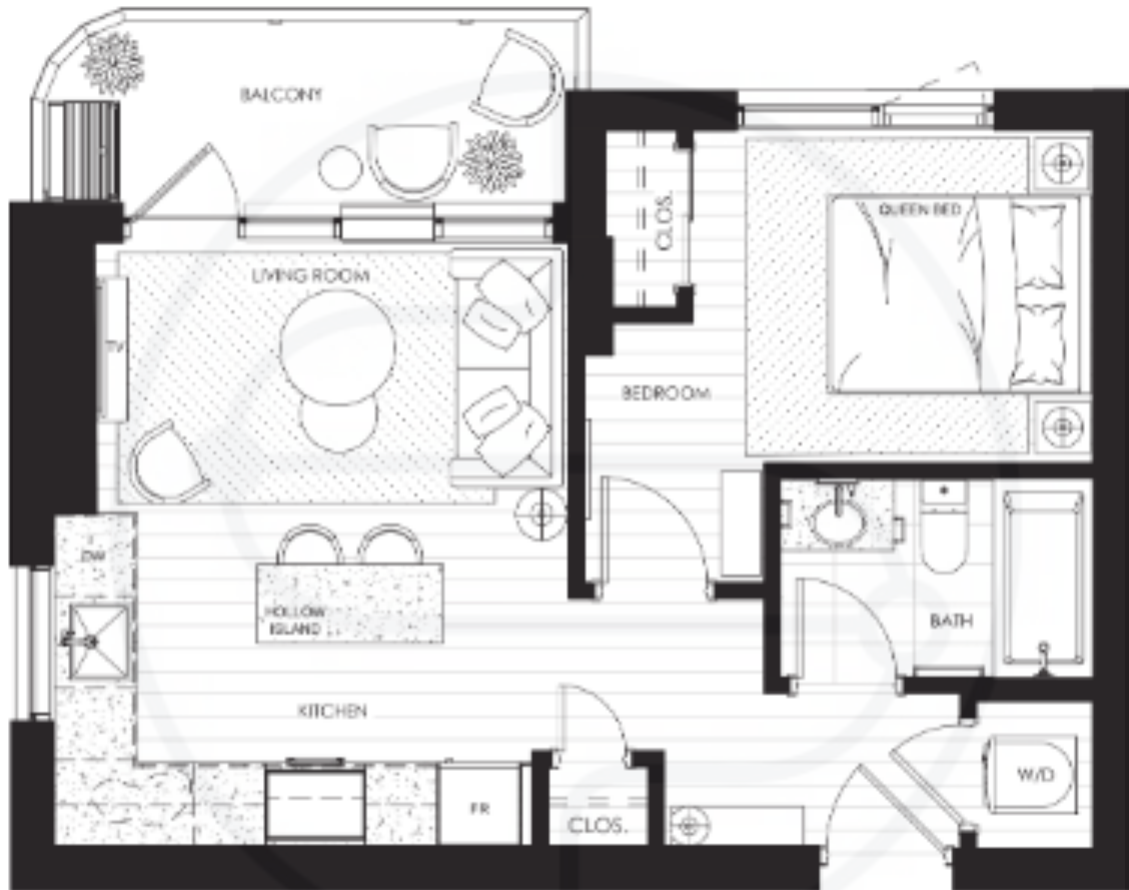 BALCONY
QUEEN BED
CLOS.
LIVING ROOM
TV
BEDROOM
DW
HOLLOW
ISLAND
BATH
KITCHEN
W/D
FR
CLOS.